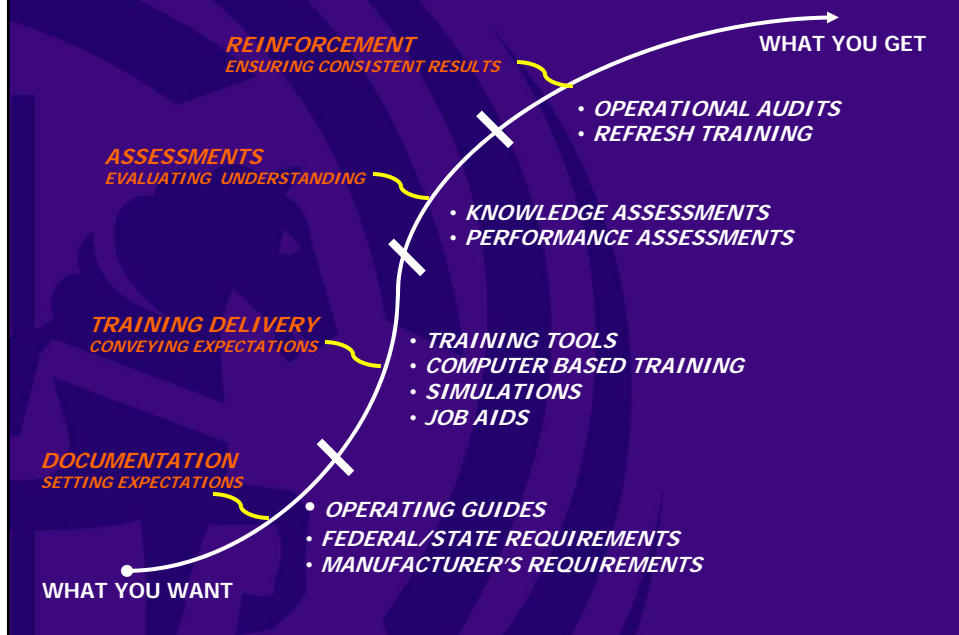 REINFORCEMENT
ENSURING CONSISTENT RESULTS
WHAT YOU GET
• OPERATIONAL AUDITS
• REFRESH TRAINING
ASSESSMENTS
EVALUATING UNDERSTANDING
• KNOWLEDGE ASSESSMENTS
• PERFORMANCE ASSESSMENTS
TRAINING DELIVERY
CONVEYING EXPECTATIONS
• TRAINING TOOLS
• COMPUTER BASED TRAINING
• SIMULATIONS
• JOB AIDS
DOCUMENTATION
SETTING EXPECTATIONS
• OPERATING GUIDES
• FEDERAL/STATE REQUIREMENTS
• MANUFACTURER'S REQUIREMENTS
WHAT YOU WANT